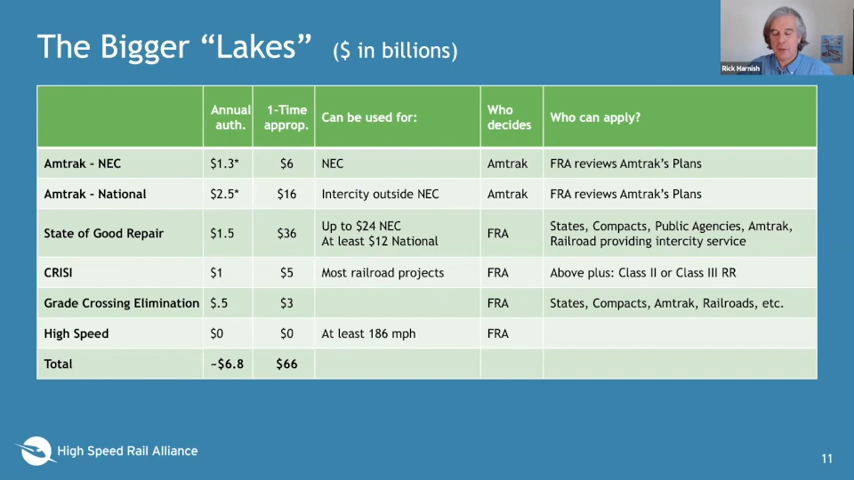 The Bigger “Lakes” ($ in billions)
Rick Harnish
Annual auth. 1-Time approp. Can be used for: Who decides Who can apply?
Amtrak - NEC $1.3* $6 NEC Amtrak FRA reviews Amtrak’s Plans
Amtrak - National $2.5* $16 Intercity outside NEC Amtrak FRA reviews Amtrak’s Plans
State of Good Repair $1.5 $36 Up to $24 NEC
At least $12 National FRA States, Compacts, Public Agencies, Amtrak,
Railroad providing intercity service
CRISI $1 $5 Most railroad projects FRA Above plus: Class II or Class III RR
Grade Crossing Elimination $.5 $3 FRA States, Compacts, Amtrak, Railroads, etc.
High Speed $0 $0 At least 186 mph FRA
Total ~$6.8 $66
High Speed Rail Alliance
11